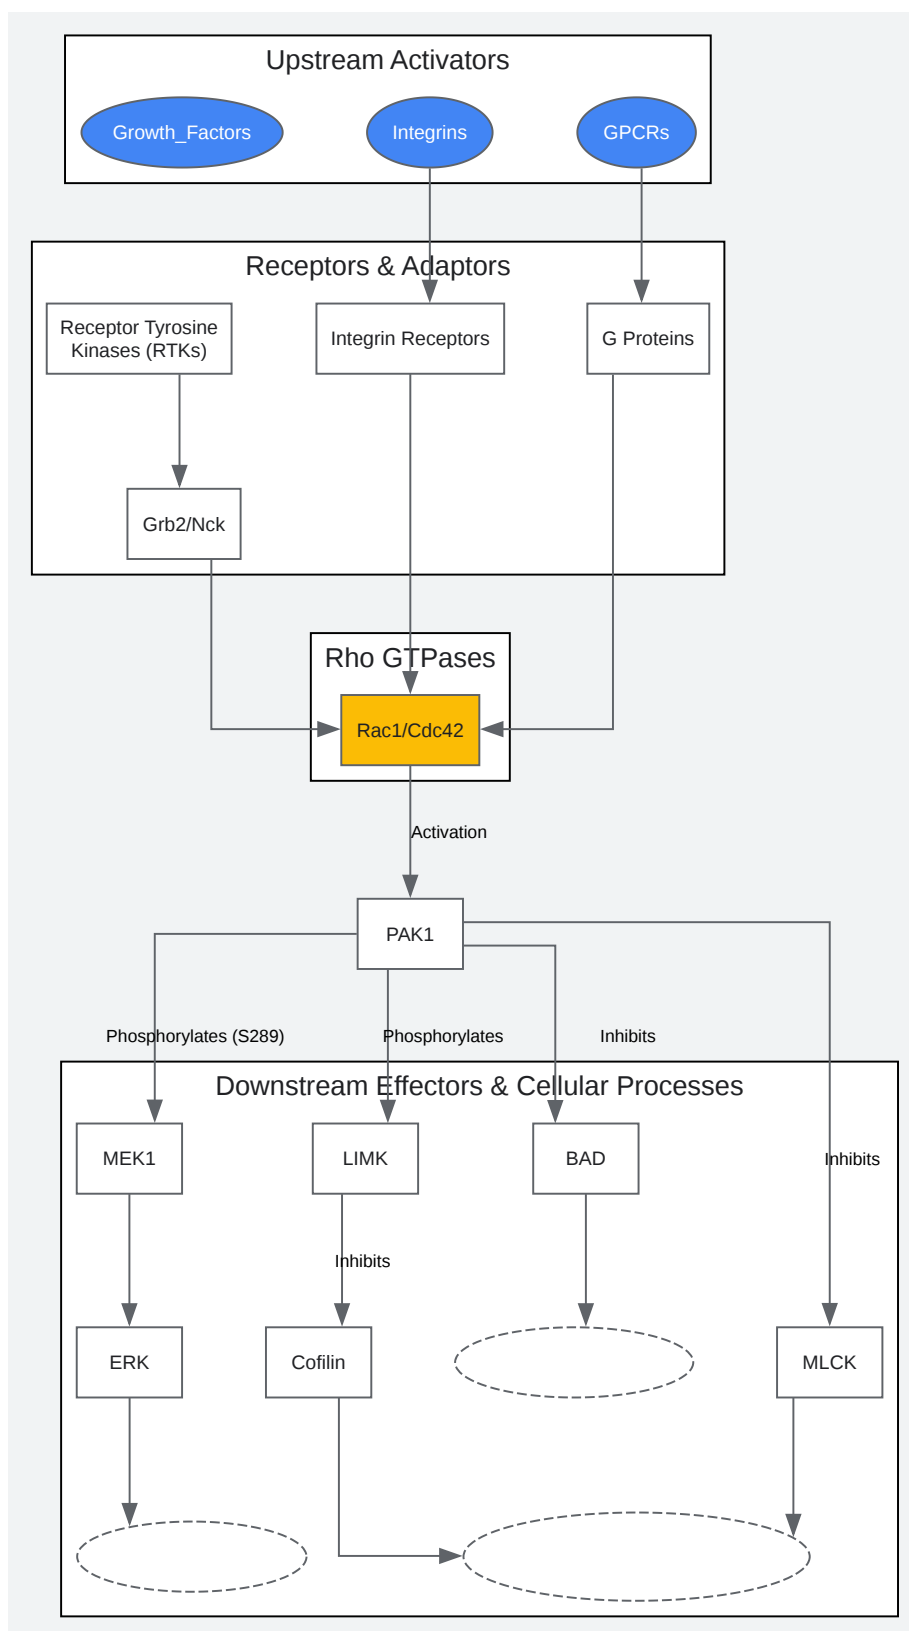 Upstream Activators
Growth_Factors
Integrins
GPCRs
Receptors & Adaptors
Receptor Tyrosine
Kinases (RTKs)
Integrin Receptors
G Proteins
Grb2/Nck
Rho GTPases
Rac1/Cdc42
Activation
PAK1
Phosphorylates (S289)
Phosphorylates
Inhibits
Downstream Effectors & Cellular Processes
MEK1
LIMK
BAD
Inhibits
Inhibits
ERK
Cofilin
MLCK